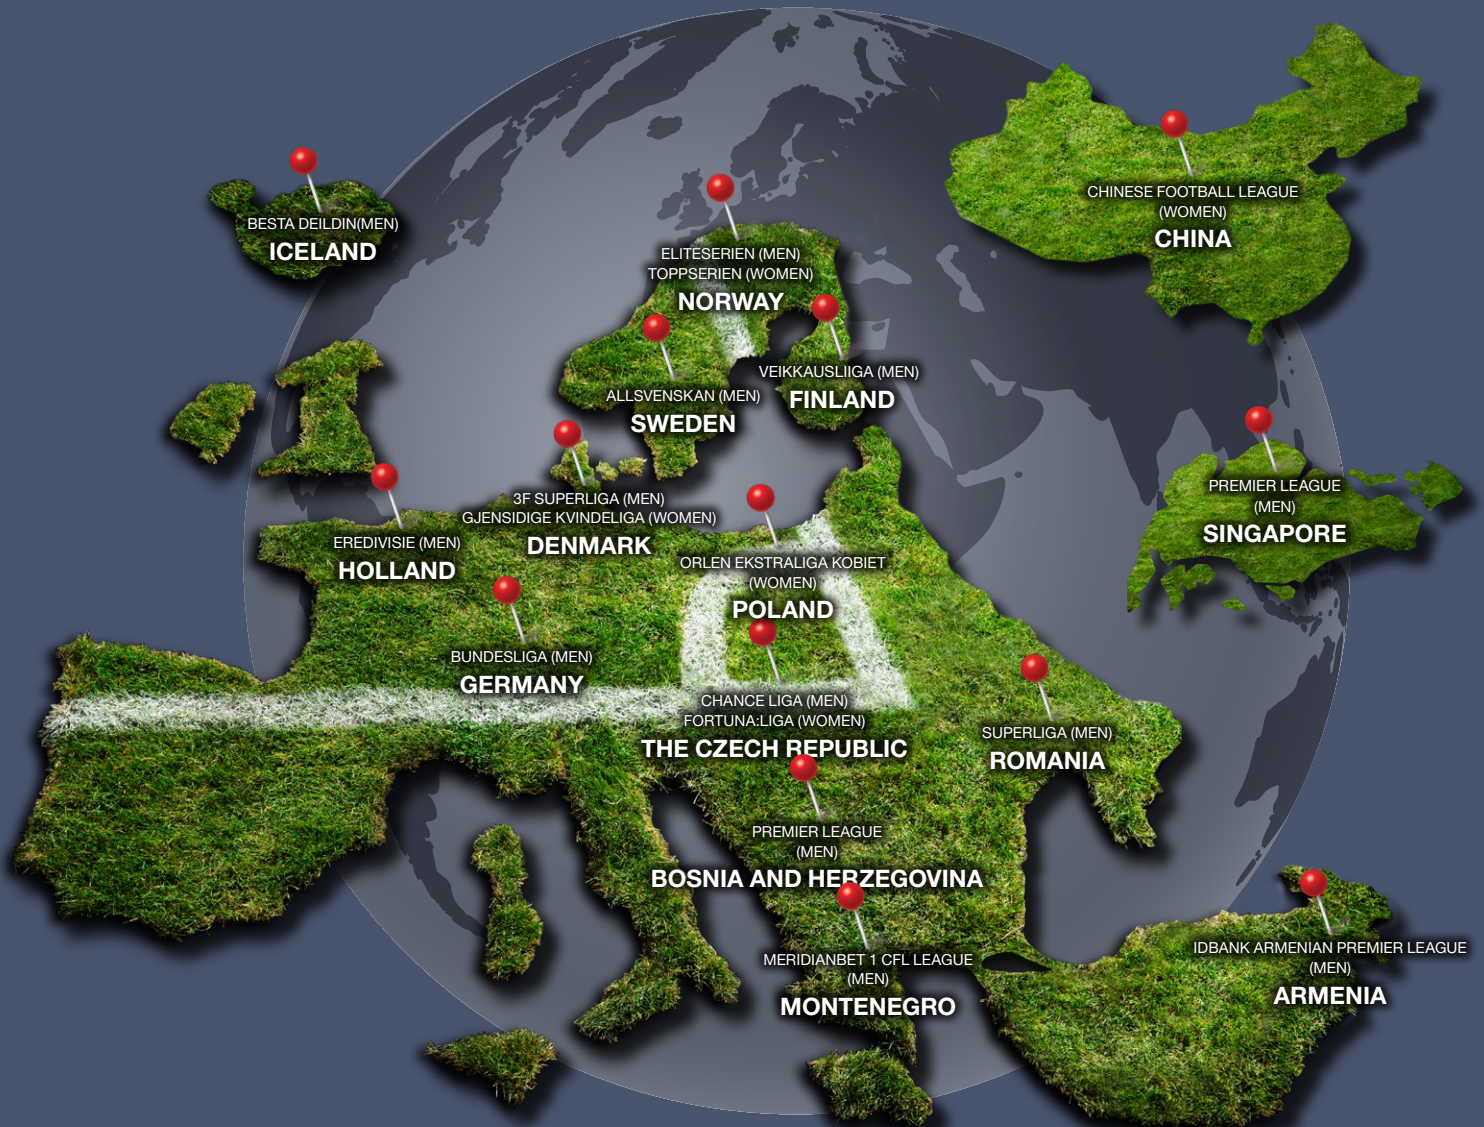 BESTA DEILDIN(MEN)
ICELAND
CHINESE FOOTBALL LEAGUE
(WOMEN)
CHINA
ELITESERIEN (MEN)
TOPPSERIEN (WOMEN)
NORWAY
VEIKKAUSLIIGA (MEN)
FINLAND
ALLSVENSKAN (MEN)
SWEDEN
3F SUPERLIGA (MEN)
GJENSIDIGE KVINDELIGA (WOMEN)
DENMARK
EREDIVISIE (MEN)
HOLLAND
PREMIER LEAGUE
(MEN)
SINGAPORE
ORLEN EKSTRALIGA KOBIET
(WOMEN)
POLAND
BUNDESLIGA (MEN)
GERMANY
CHANCE LIGA (MEN)
FORTUNA:LIGA (WOMEN)
THE CZECH REPUBLIC
SUPERLIGA (MEN)
ROMANIA
PREMIER LEAGUE
(MEN)
BOSNIA AND HERZEGOVINA
MERIDIANBET 1 CFL LEAGUE
(MEN)
MONTENEGRO
IDBANK ARMENIAN PREMIER LEAGUE
(MEN)
ARMENIA